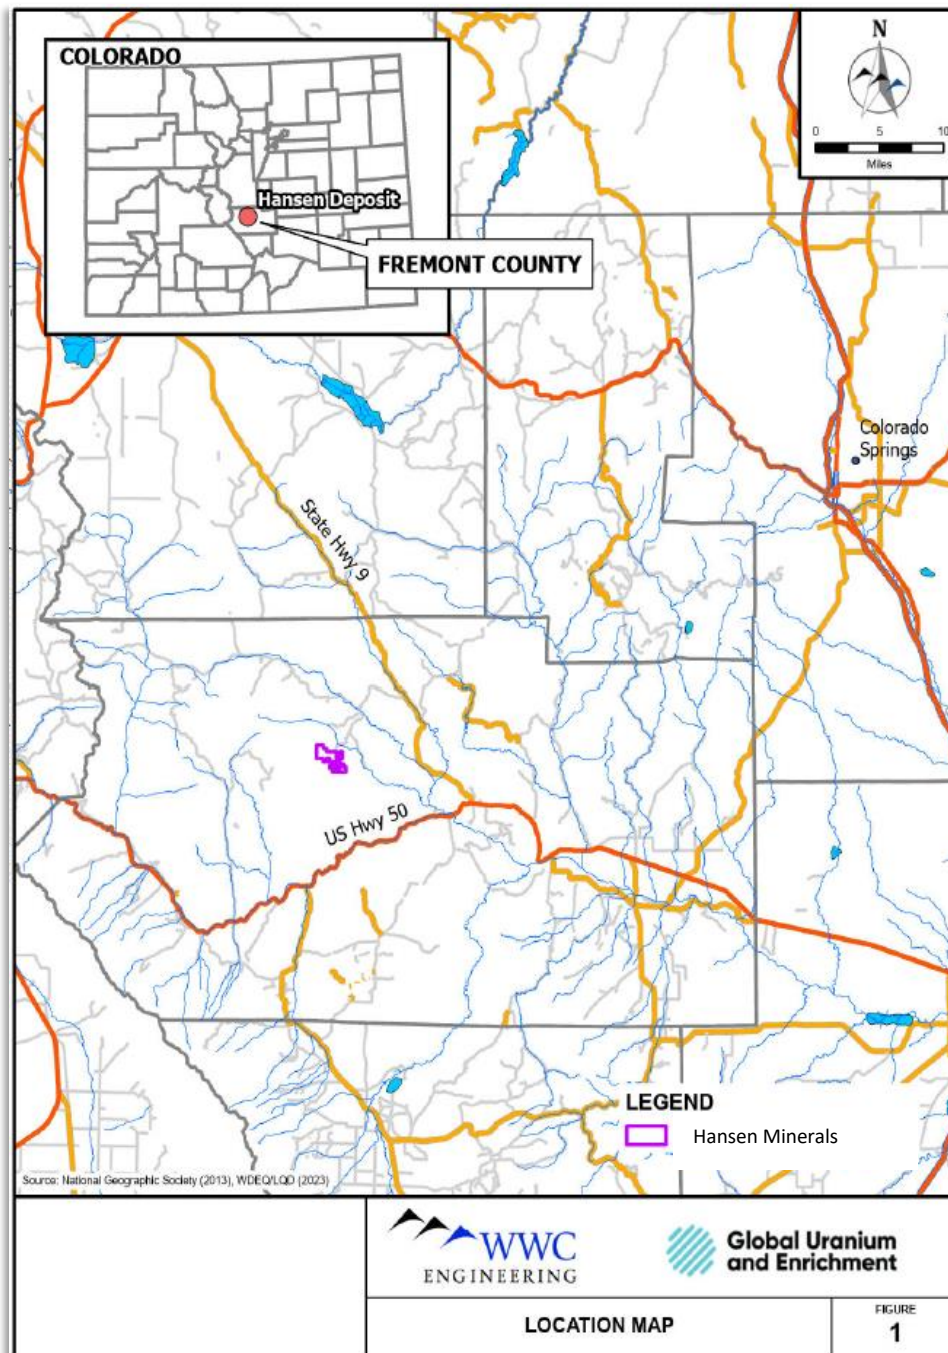 COLORADO
Hansen Deposit
FREMONT COUNTY
N
0 5 10
Miles
Colorado
Springs
State Hwy 9
US Hwy 50
LEGEND
Hansen Minerals
Source: National Geographic Society (2013), WDEQ/LQD (2023)
WWC
ENGINEERING
Global Uranium
and Enrichment
LOCATION MAP
FIGURE
1